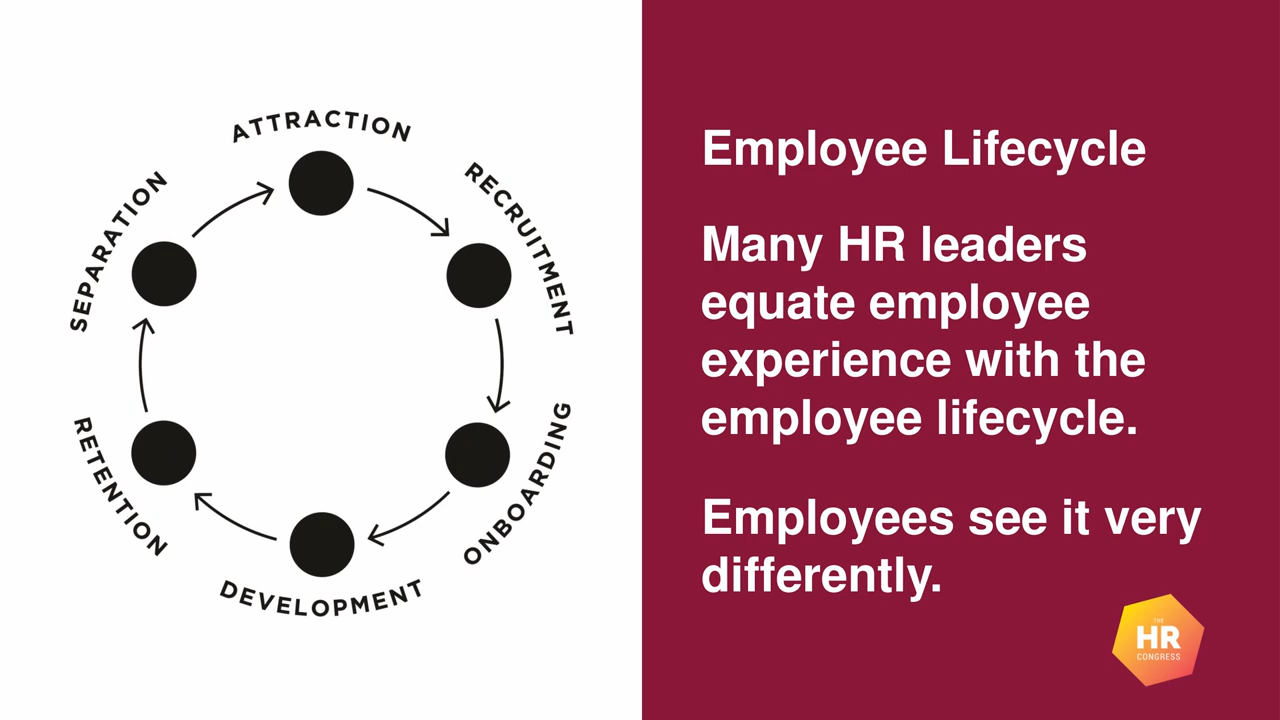 ATTRACTION
RECRUITMENT
ONBOARDING
DEVELOPMENT
RETENTION
SEPARATION
Employee Lifecycle
Many HR leaders
equate employee
experience with the
employee lifecycle.
Employees see it very
differently.
THE
HR
CONGRESS